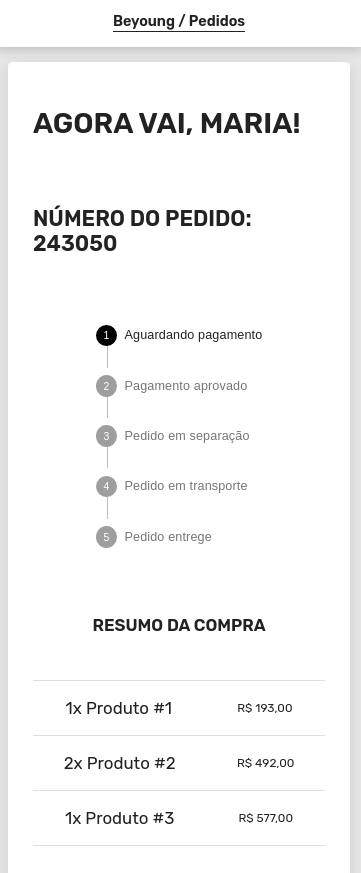 Beyoung / Pedidos
AGORA VAI, MARIA!
NÚMERO DO PEDIDO:
243050
1 Aguardando pagamento
2 Pagamento aprovado
3 Pedido em separação
4 Pedido em transporte
5 Pedido entrege
RESUMO DA COMPRA
1x Produto #1 R$ 193,00
2x Produto #2 R$ 492,00
1x Produto #3 R$ 577,00